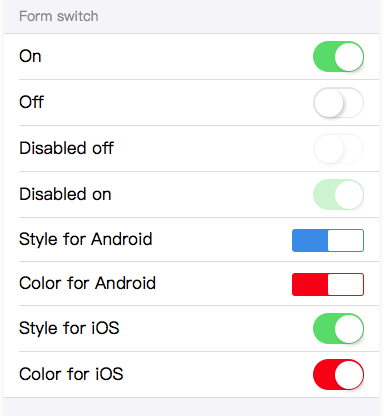 Form switch
On
Off
Disabled off
Disabled on
Style for Android
Color for Android
Style for iOS
Color for iOS